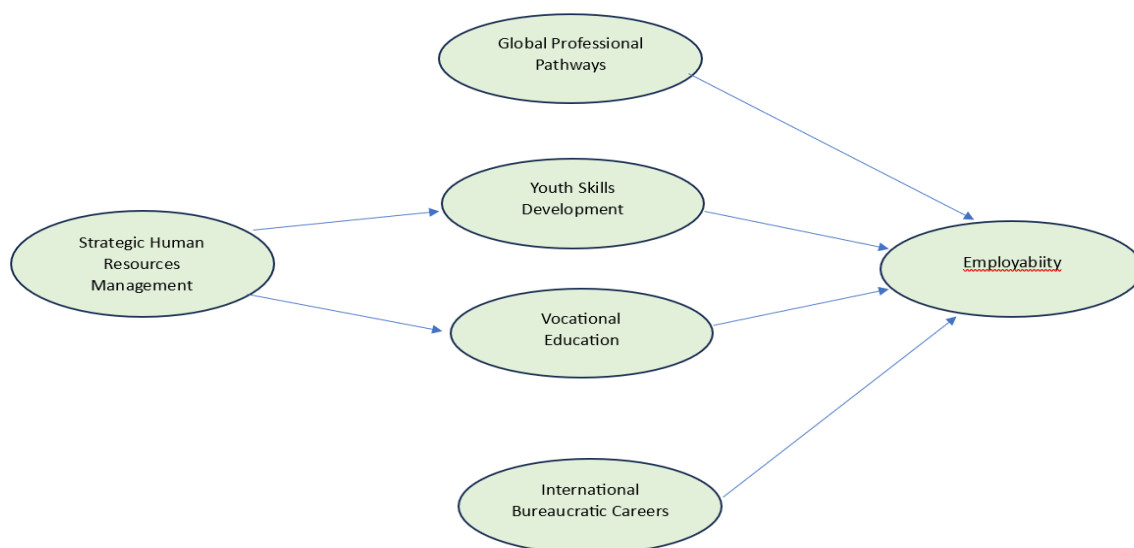 Global Professional
Pathways
Youth Skills
Development
Strategic Human
Resources
Management
Employabiity
Vocational
Education
International
Bureaucratic Careers